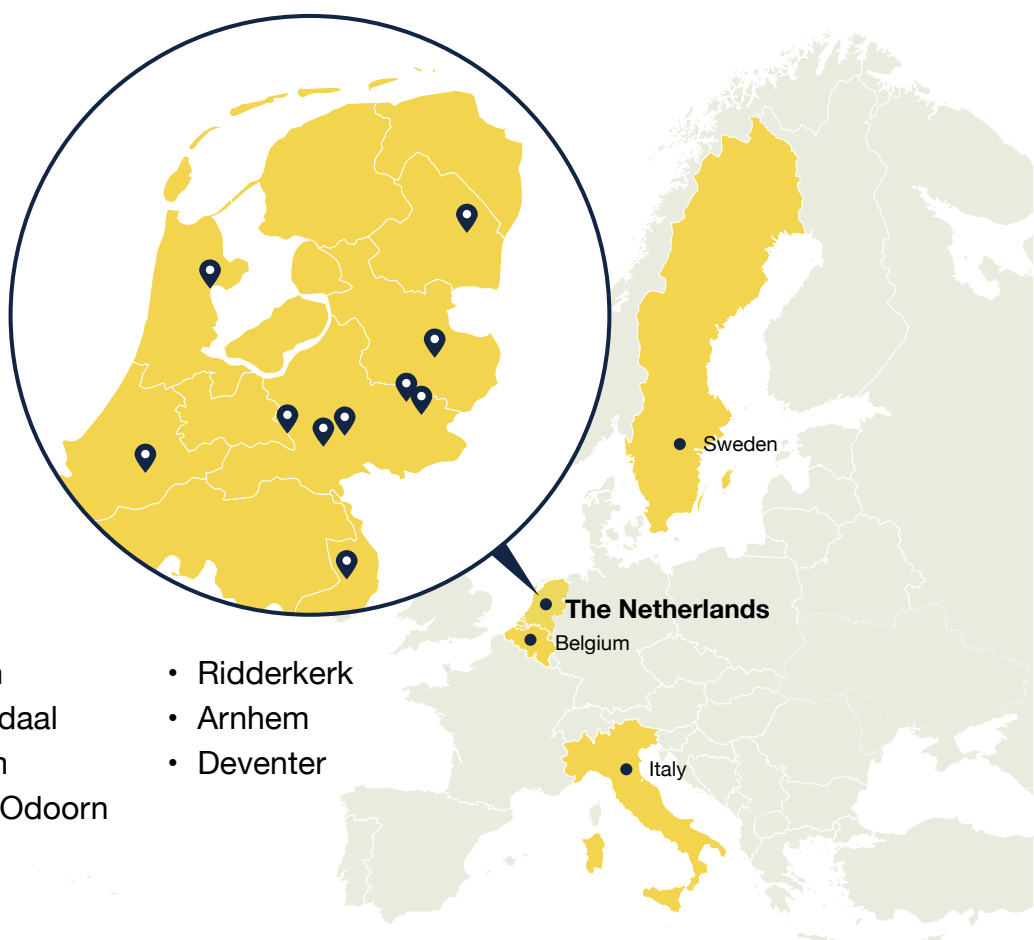 Sweden
The Netherlands
Belgium
daal
Odoorn
• Ridderkerk
• Arnhem
• Deventer
Italy